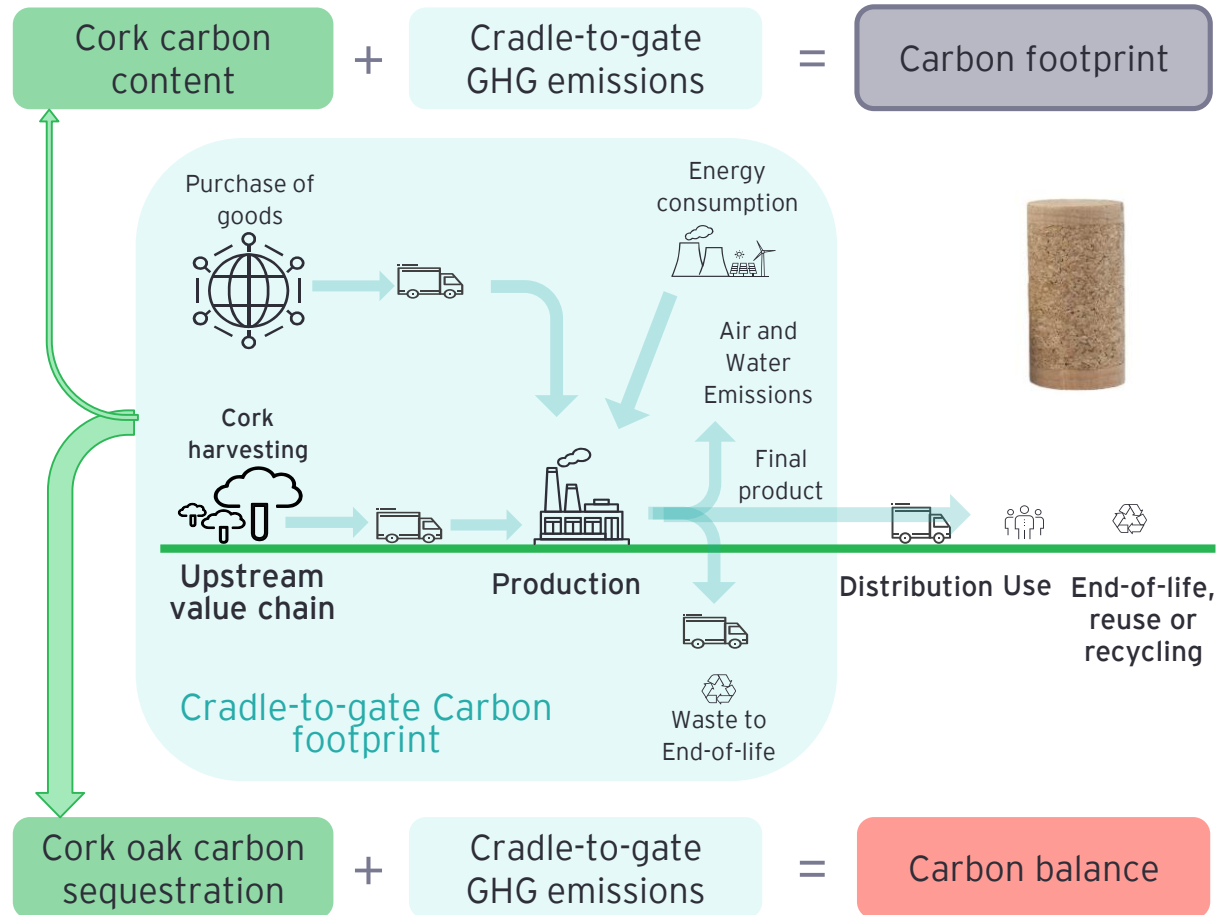 Cork carbon
content
+
Cradle-to-gate
GHG emissions
=
Carbon footprint
Purchase of
goods
Energy
consumption
Air and
Water
Emissions
Cork
harvesting
Final
product
Upstream
value chain
Production
Distribution
Use
End-of-life,
reuse or
recycling
Cradle-to-gate Carbon
footprint
Waste to
End-of-life
Cork oak carbon
sequestration
+
Cradle-to-gate
GHG emissions
=
Carbon balance